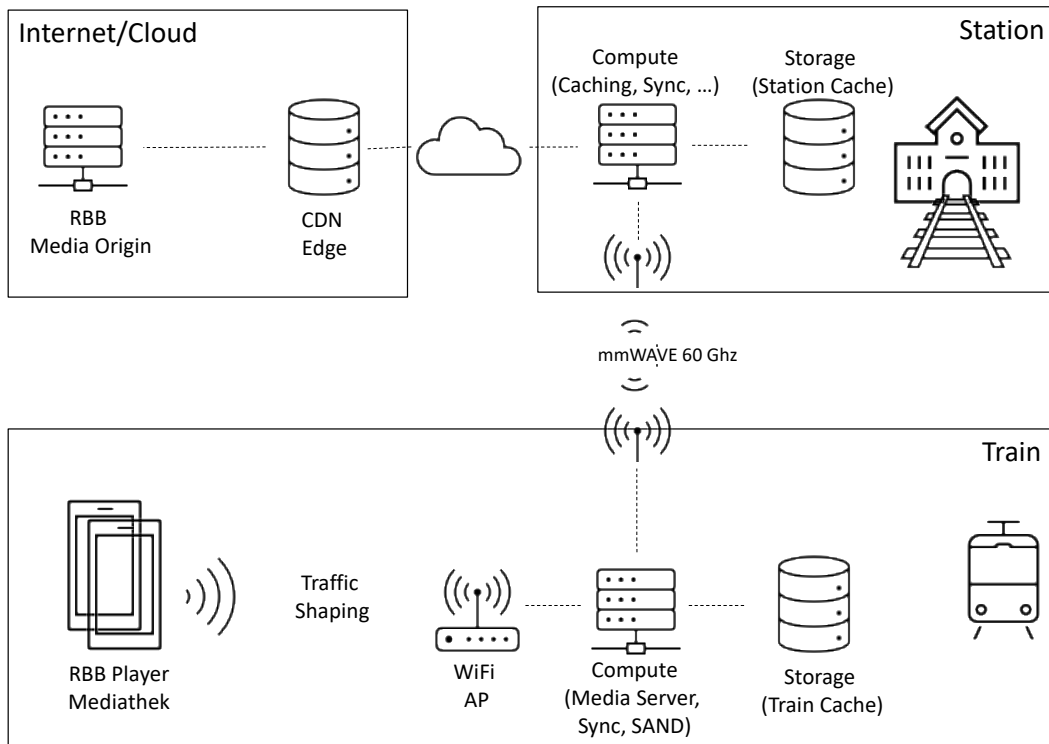 Internet/Cloud
RBB
Media Origin
CDN
Edge
Station
Compute
(Caching, Sync, ...)
Storage
(Station Cache)
mmWAVE 60 Ghz
Train
RBB Player
Mediathek
Traffic
Shaping
WiFi
AP
Compute
(Media Server,
Sync, SAND)
Storage
(Train Cache)